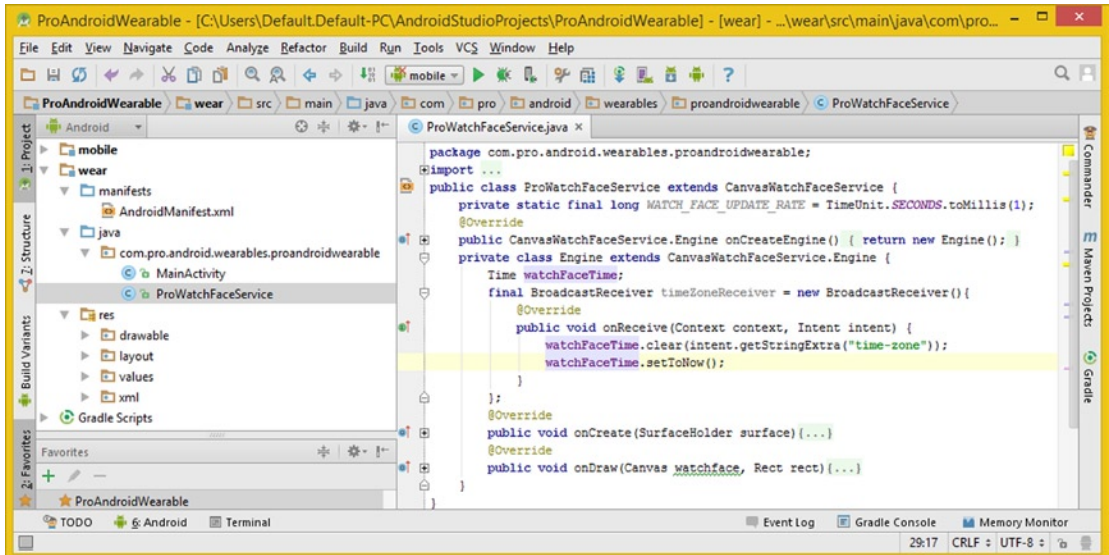 ProAndroidWearable - [C:\Users\Default.Default-PC\AndroidStudioProjects\ProAndroidWearable] - [wear] - ...\wear\src\main\java\com\pro...
File Edit View Navigate Code Analyze Refactor Build Run Tools VCS Window Help
mobile
ProAndroidWearable wear src main java com pro android wearables proandroidwearable ProWatchFaceService
1: Project
Z: Structure
Build Variants
2: Favorites
Android
mobile
wear
manifests
AndroidManifest.xml
java
com.pro.android.wearables.proandroidwearable
MainActivity
ProWatchFaceService
res
drawable
layout
values
xml
Gradle Scripts
Favorites
ProAndroidWearable
ProWatchFaceService.java
package com.pro.android.wearables.proandroidwearable;
import ...
public class ProWatchFaceService extends CanvasWatchFaceService {
private static final long WATCH_FACE_UPDATE_RATE = TimeUnit.SECONDS.toMillis(1);
@Override
public CanvasWatchFaceService.Engine onCreateEngine() { return new Engine(); }
private class Engine extends CanvasWatchFaceService.Engine {
Time watchFaceTime;
final BroadcastReceiver timeZoneReceiver = new BroadcastReceiver(){
@Override
public void onReceive(Context context, Intent intent) {
watchFaceTime.clear(intent.getStringExtra("time-zone"));
watchFaceTime.setToNow();
}
};
@Override
public void onCreate(SurfaceHolder surface){...}
@Override
public void onDraw(Canvas watchface, Rect rect){...}
}
}
Commander
Maven Projects
Gradle
TODO 6: Android Terminal Event Log Gradle Console Memory Monitor
29:17 CRLF UTF-8